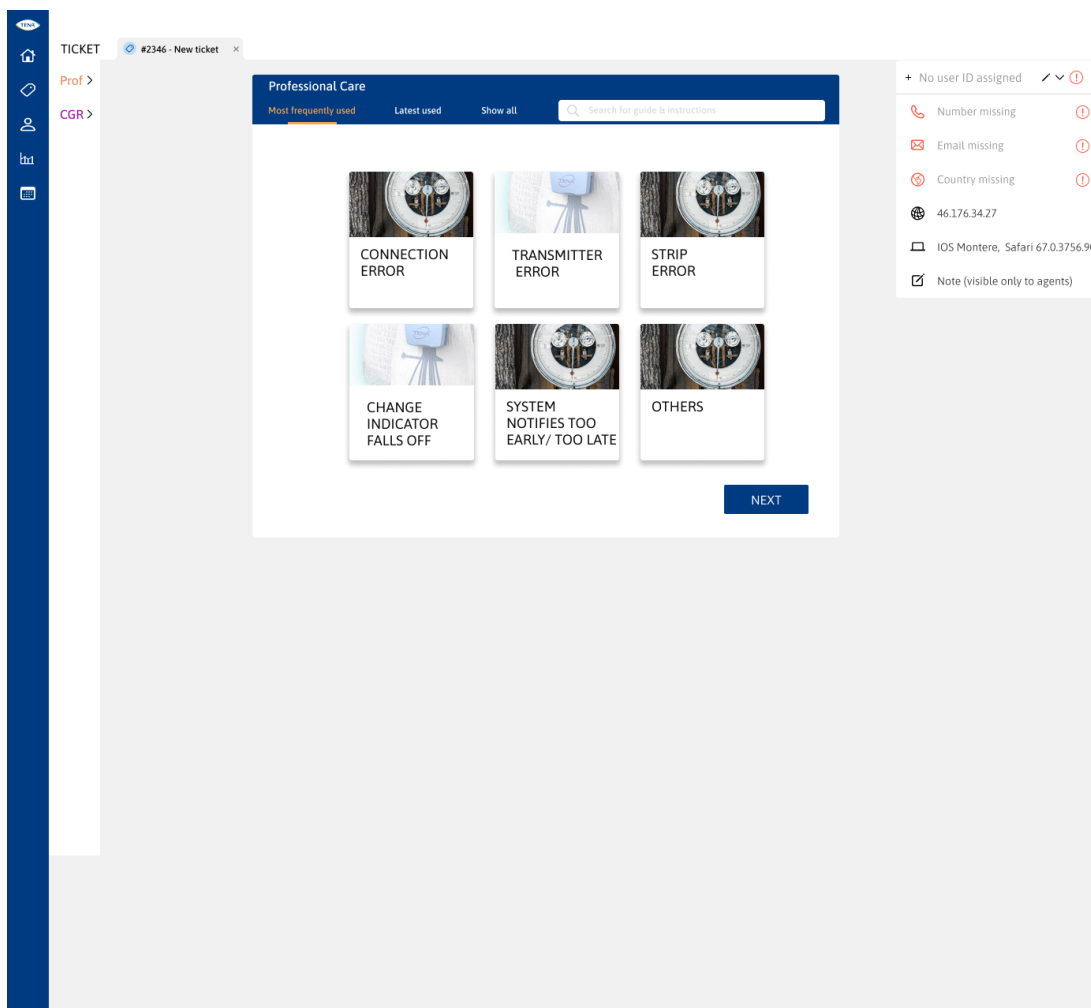 TENA
TICKET
#2346 - New ticket
Prof
CGR
Professional Care
Most frequently used
Latest used
Show all
Search for guide & instructions
CONNECTION
ERROR
TRANSMITTER
ERROR
STRIP
ERROR
CHANGE
INDICATOR
FALLS OFF
SYSTEM
NOTIFIES TOO
EARLY/ TOO LATE
OTHERS
NEXT
No user ID assigned
Number missing
Email missing
Country missing
46.176.34.27
IOS Montere, Safari 67.0.3756.9
Note (visible only to agents)